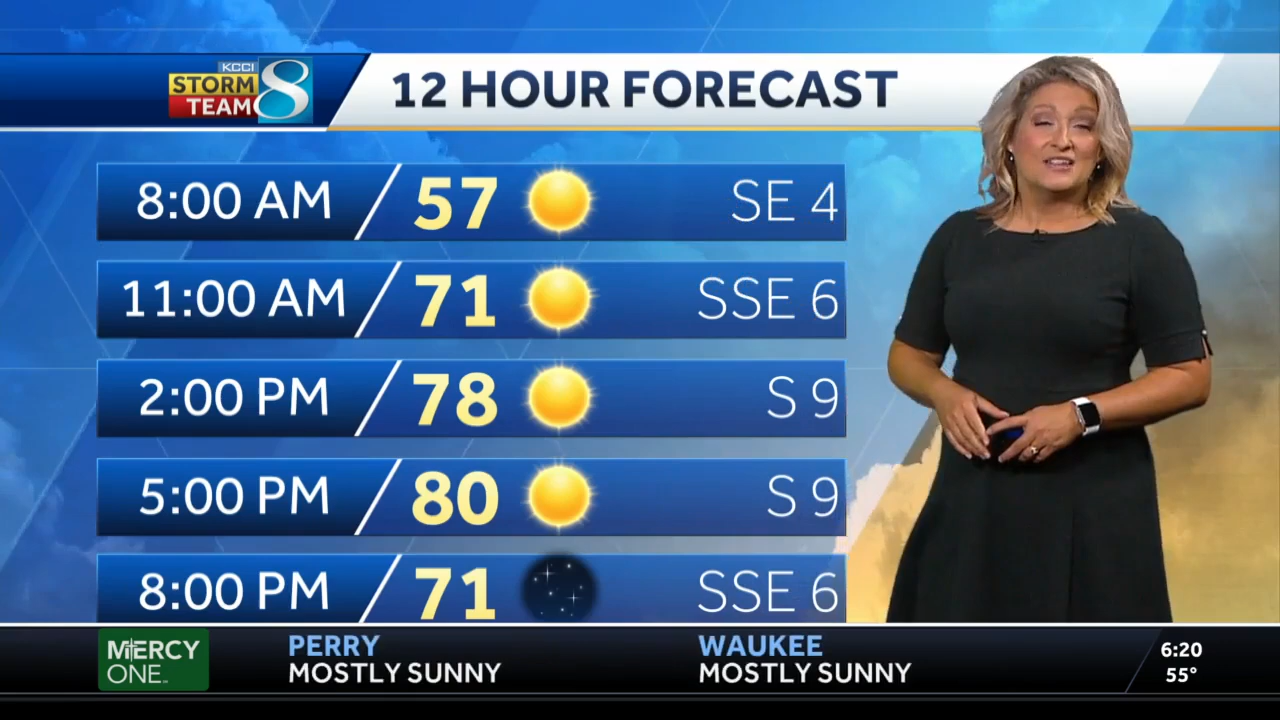 KCCI
STORM
TEAM 8
12 HOUR FORECAST
8:00 AM 57 SE 4
11:00 AM 71 SSE 6
2:00 PM 78 S 9
5:00 PM 80 S 9
8:00 PM 71 SSE 6
MERCY
ONE
PERRY
MOSTLY SUNNY
WAUKEE
MOSTLY SUNNY
6:20
55°